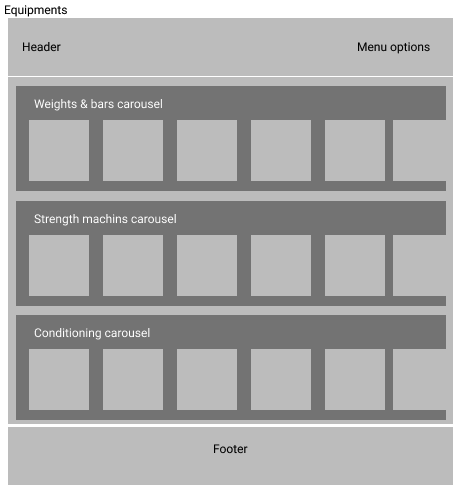 Equipments
Header
Menu options
Weights & bars carousel
Strength machins carousel
Conditioning carousel
Footer